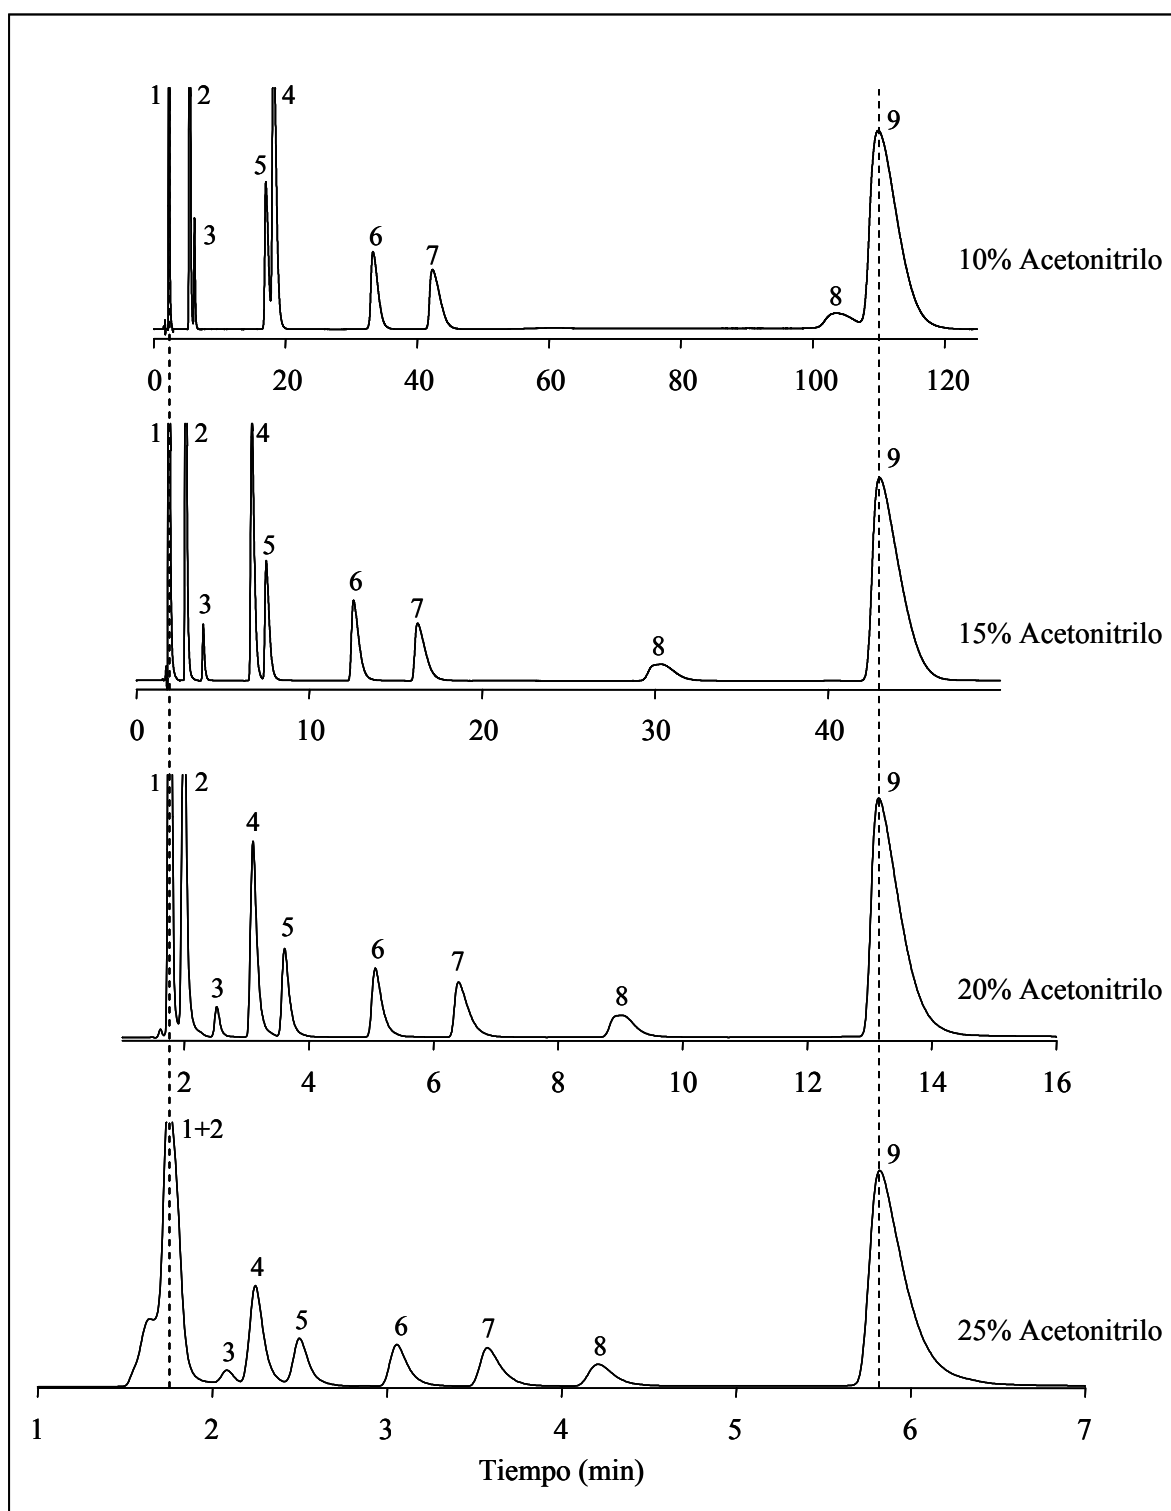 1 2 4
9
5
3
6
7
10% Acetonitrilo
8
0 20 40 60 80 100 120
1 2 4
9
5
6
3
7
15% Acetonitrilo
8
0 10 20 30 40
1 2 9
4
5
6
7
3
20% Acetonitrilo
8
2 4 6 8 10 12 14 16
1+2
9
4
5
6
7
25% Acetonitrilo
8
3
1 2 3 4 5 6 7
Tiempo (min)